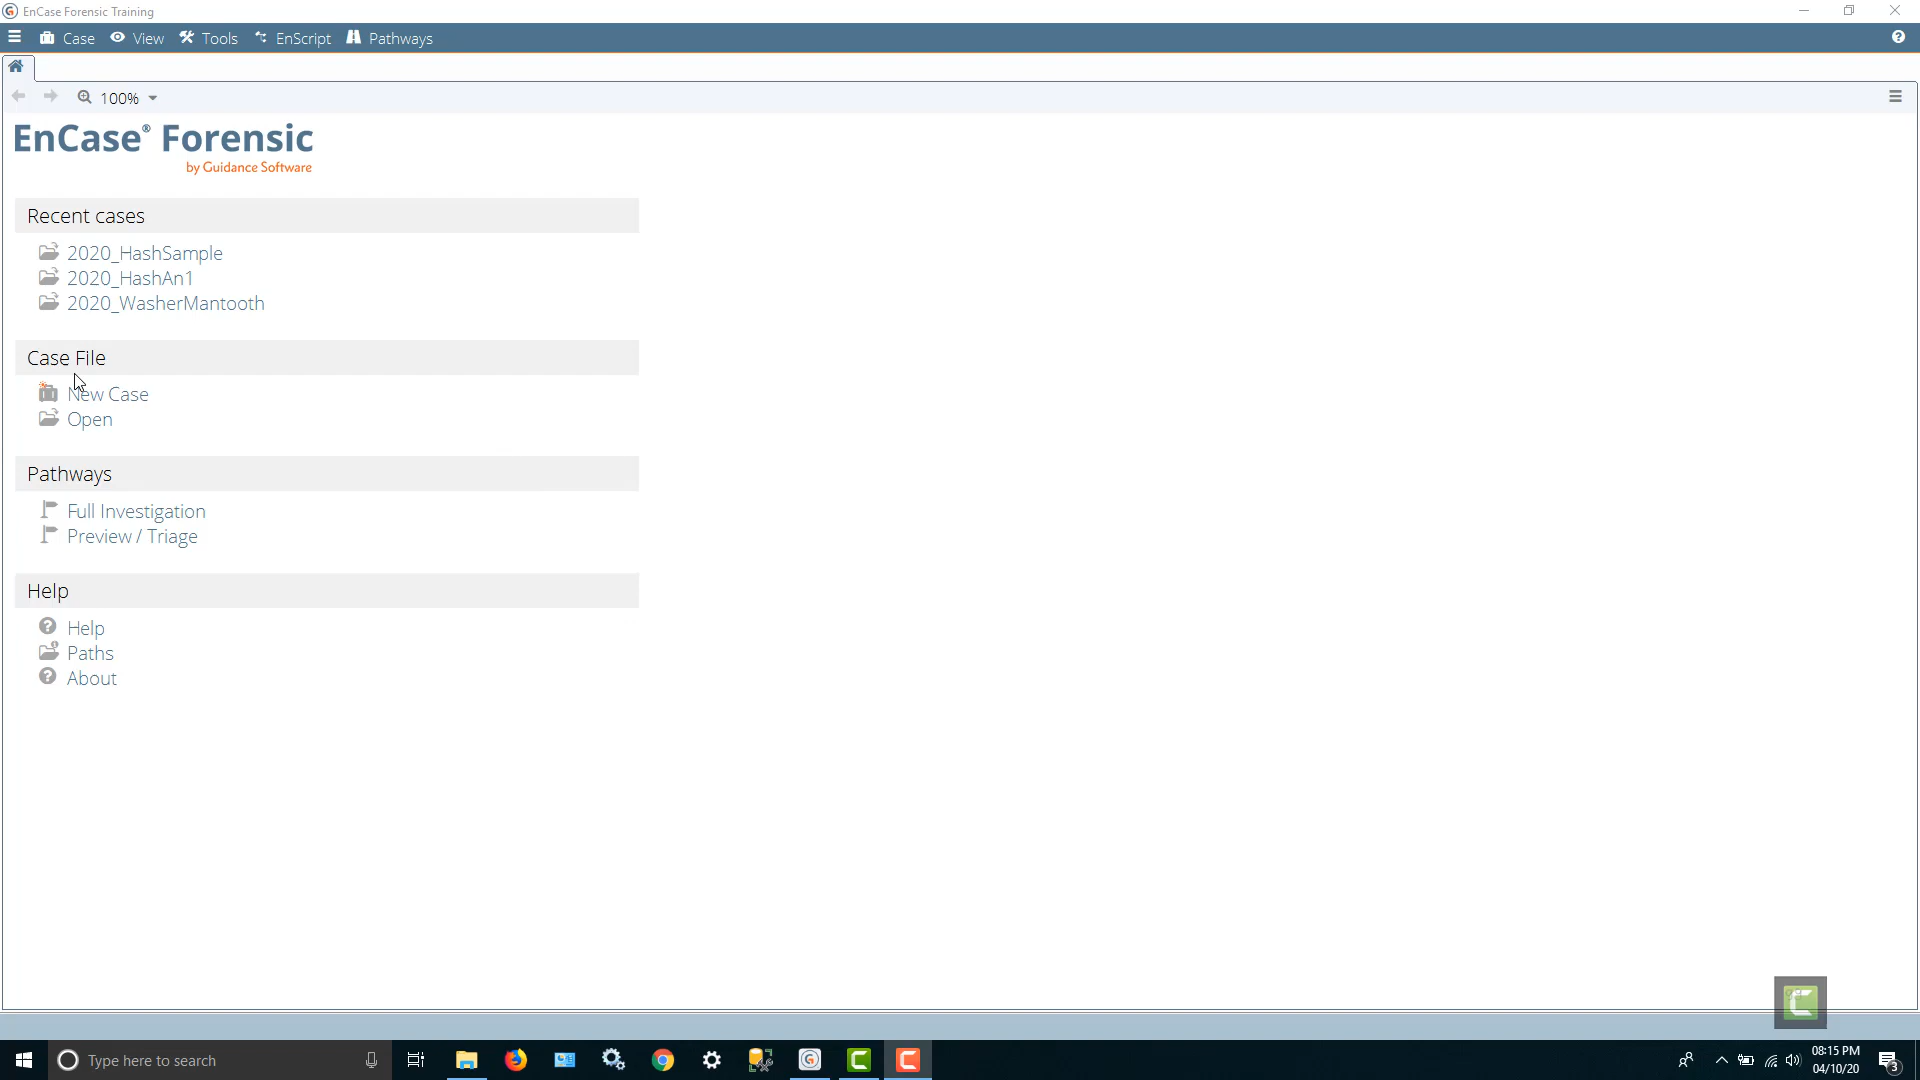 EnCase Forensic Training
Case View Tools EnScript Pathways
100%
EnCase® Forensic
by Guidance Software
Recent cases
2020_HashSample
2020_HashAn1
2020_WasherMantooth
Case File
New Case
Open
Pathways
Full Investigation
Preview / Triage
Help
Help
Paths
About
Type here to search
08:15 PM
04/10/20
3